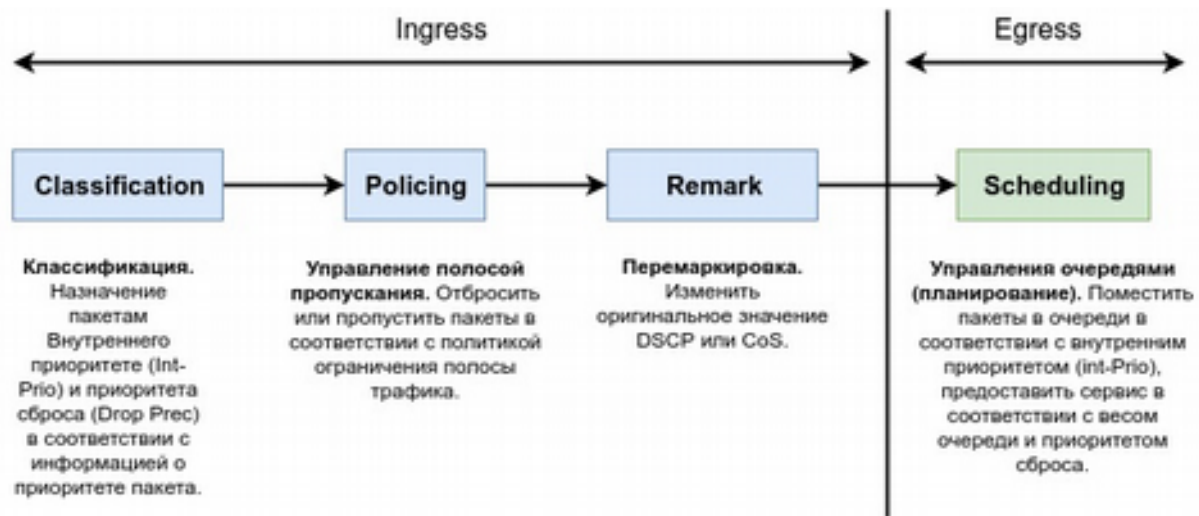 Ingress
Egress
Classification
Policing
Remark
Scheduling
Классификация.
Назначение
пакетам
Внутреннего
приоритете (Int-
Prio) и приоритета
сброса (Drop Prec)
в соответствии с
информацией о
приоритете пакета.
Управление полосой
пропускания. Отбросить
или пропустить пакеты в
соответствии с политикой
ограничения полосы
трафика.
Перемаркировка.
Изменить
оригинальное значение
DSCP или CoS.
Управления очередями
(планирование). Поместить
пакеты в очереди в
соответствии с внутренним
приоритетом (int-Prio),
предоставить сервис в
соответствии с весом
очереди и приоритетом
сброса.